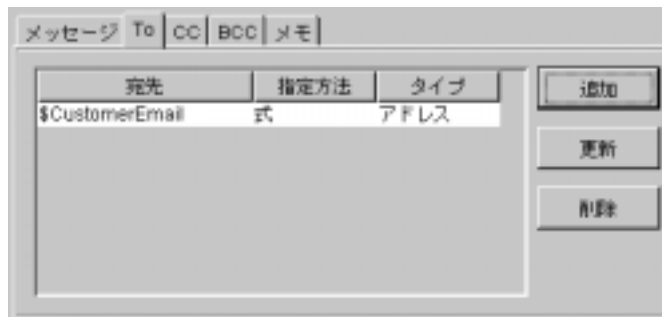 メッセージ To CC BCC メモ
宛先 指定方法 タイプ 追加
$CustomerEmail 式 アドレス
更新
削除